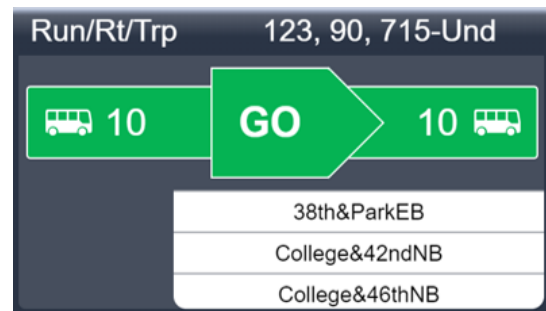 Run/Rt/Trp 123, 90, 715-Und
10 GO 10
38th&ParkEB
College&42ndNB
College&46thNB